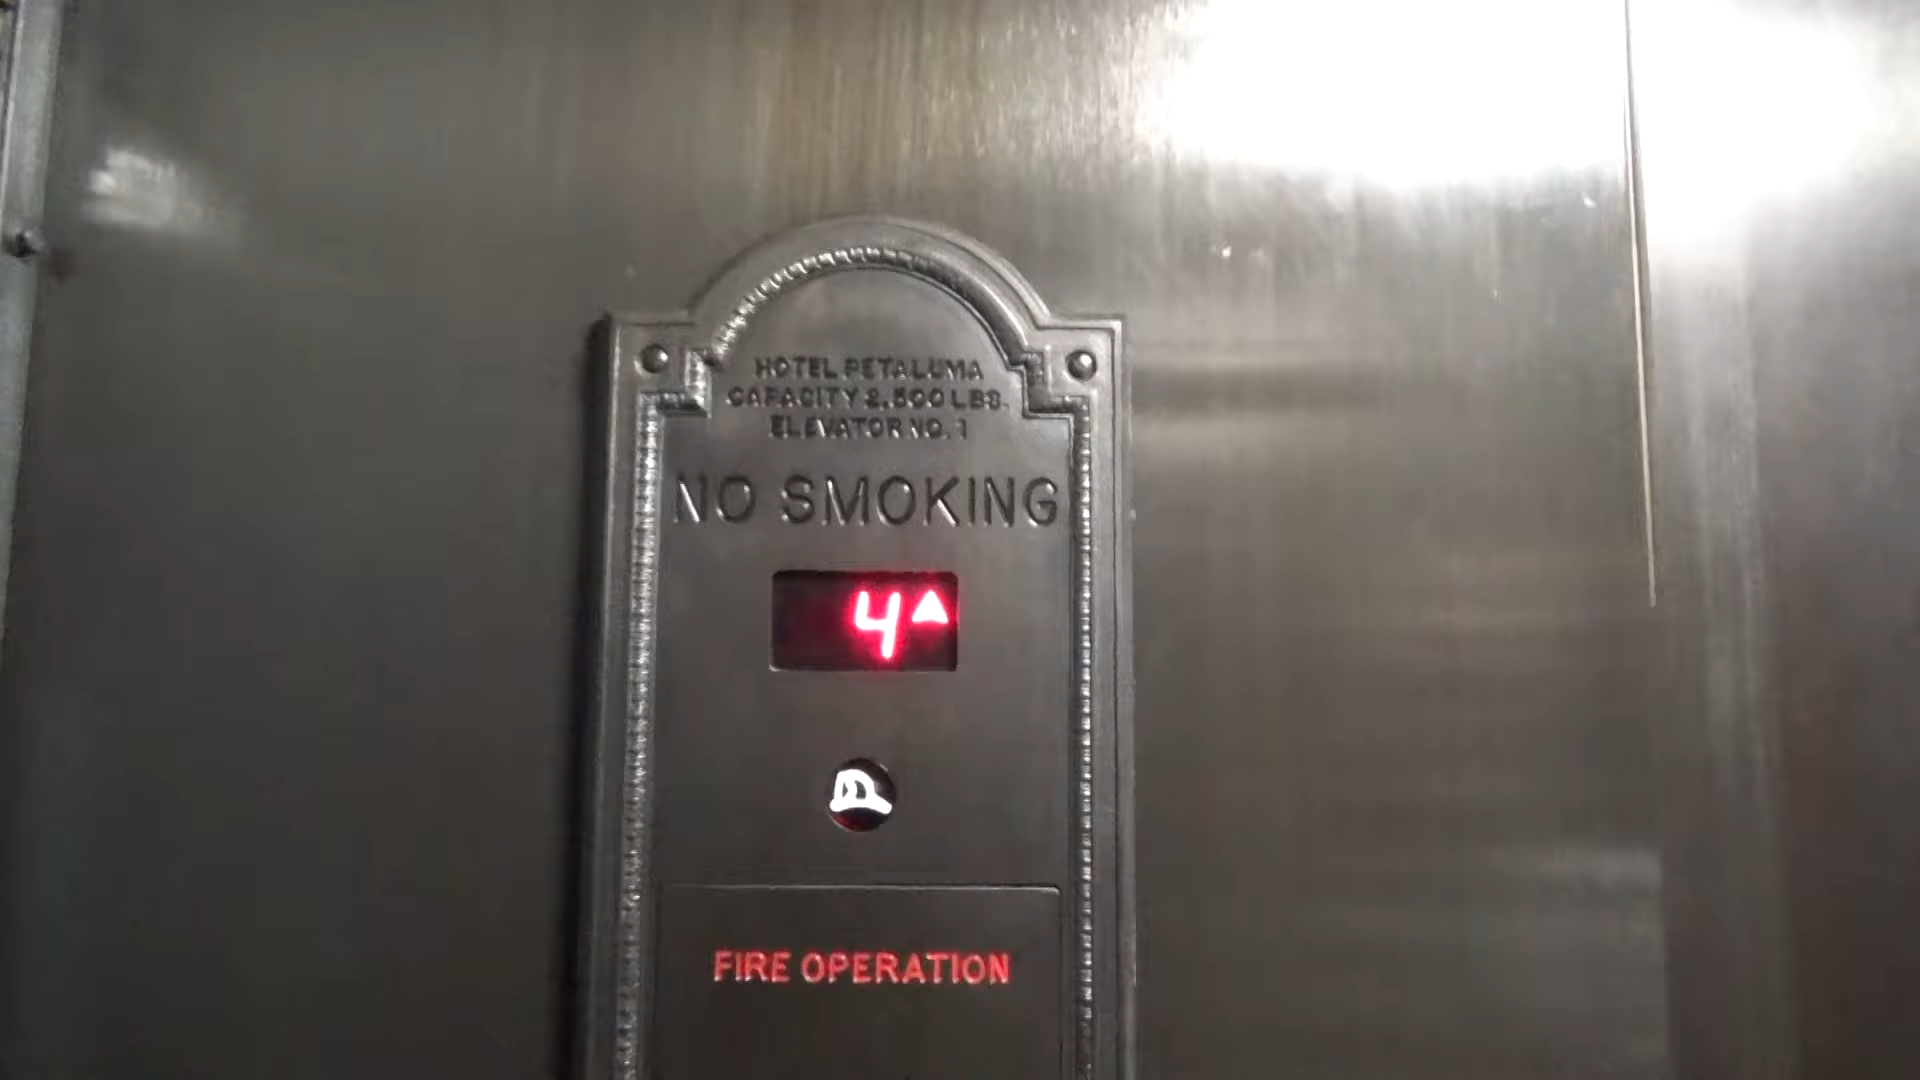 HOTEL PETALUMA
CAPACITY 2,500 LBS.
ELEVATOR NO. 1
NO SMOKING
4
FIRE OPERATION